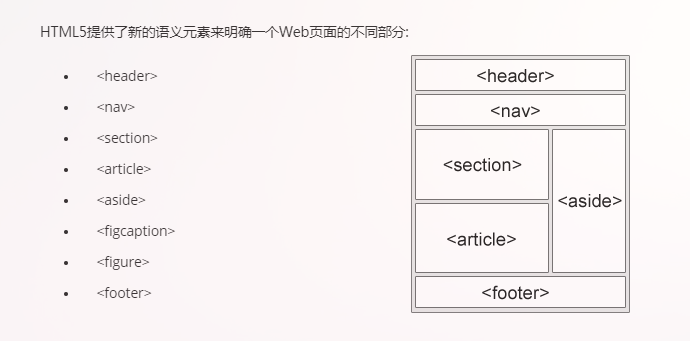 HTML5提供了新的语义元素来明确一个Web页面的不同部分:
• <header>
• <nav>
• <section>
• <article>
• <aside>
• <figcaption>
• <figure>
• <footer>
<header>
<nav>
<section>
<aside>
<article>
<footer>